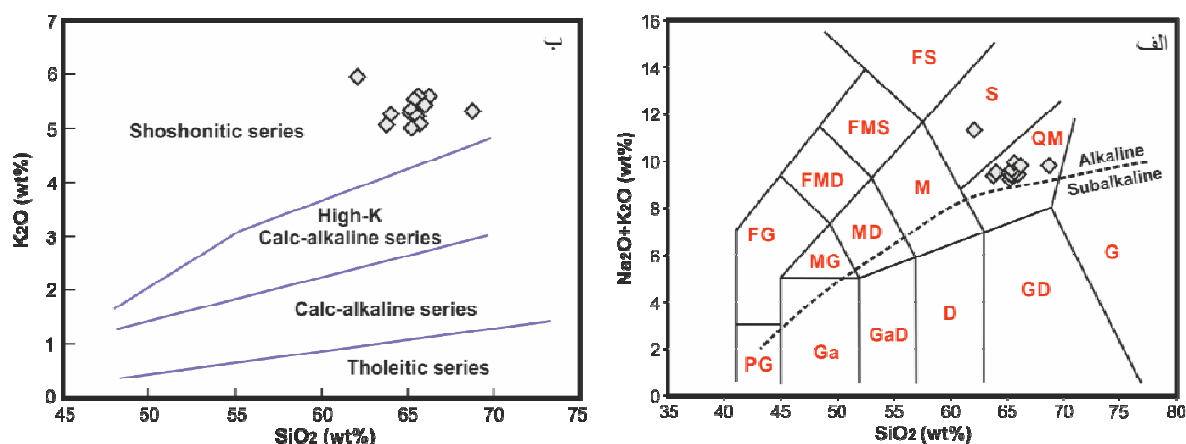 7
6
5
4
3
2
1
0
K2O (wt%)
Shoshonitic series
High-K
Calc-alkaline series
Calc-alkaline series
Tholeitic series
45
50
55
60
65
70
75
SiO2 (wt%)
ب
16
14
12
10
8
6
4
2
0
Na2O+K2O (wt%)
الف
FS
S
FMS
QM
Alkaline
Subalkaline
FMD
M
FG
MD
MG
G
GD
D
GaD
Ga
PG
35
40
45
50
55
60
65
70
75
80
SiO2 (wt%)